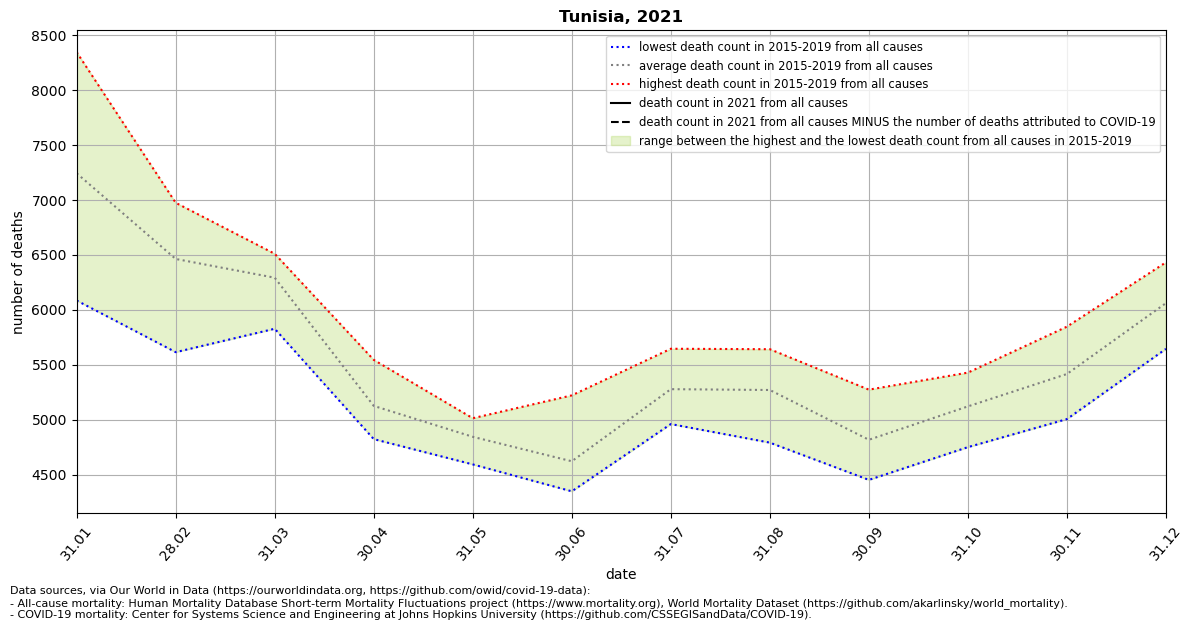 Tunisia, 2021
8500
8000
7500
7000
6500
6000
5500
5000
4500
number of deaths
lowest death count in 2015-2019 from all causes
average death count in 2015-2019 from all causes
highest death count in 2015-2019 from all causes
death count in 2021 from all causes
death count in 2021 from all causes MINUS the number of deaths attributed to COVID-19
range between the highest and the lowest death count from all causes in 2015-2019
31.01
28.02
31.03
30.04
31.05
30.06
31.07
31.08
30.09
31.10
30.11
31.12
date
Data sources, via Our World in Data (https://ourworldindata.org, https://github.com/owid/covid-19-data):
- All-cause mortality: Human Mortality Database Short-term Mortality Fluctuations project (https://www.mortality.org), World Mortality Dataset (https://github.com/akarlinsky/world_mortality).
- COVID-19 mortality: Center for Systems Science and Engineering at Johns Hopkins University (https://github.com/CSSEGISandData/COVID-19).